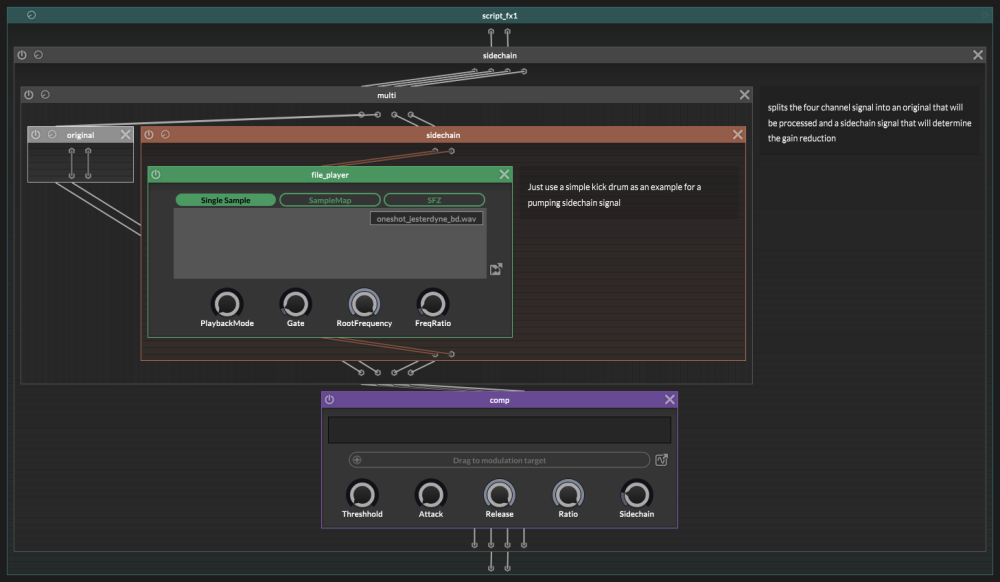 script_fx1
sidechain
multi
splits the four channel signal into an original that will
be processed and a sidechain signal that will determine
the gain reduction
original
sidechain
file_player
Single Sample
SampleMap
SFZ
oneshot_jesterdyne_bd.wav
Just use a simple kick drum as an example for a
pumping sidechain signal
PlaybackMode
Gate
RootFrequency
FreqRatio
comp
Drag to modulation target
Threshhold
Attack
Release
Ratio
Sidechain